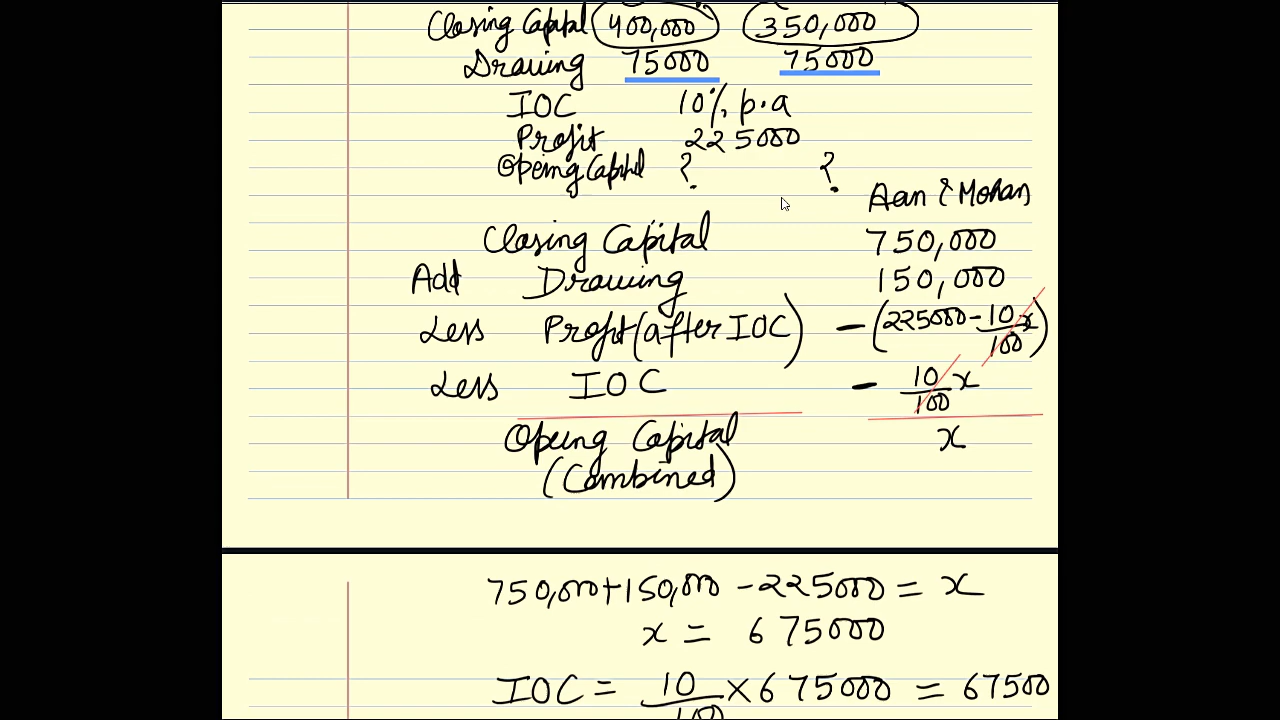 Closing Capital 400,000 350,000
Drawing 75000 75000
IOC 10% p.a
Profit 225000
Opeing Capital ? ?
Aan & Mohan
Closing Capital 750,000
Add Drawing 150,000
Less Profit (after IOC) - (225000 - 10/100 x)
Less IOC - 10/100 x
Opeing Capital x
(Combined)
750,000+150,000 - 225000 = x
x = 675000
IOC = 10/100 × 675000 = 67500